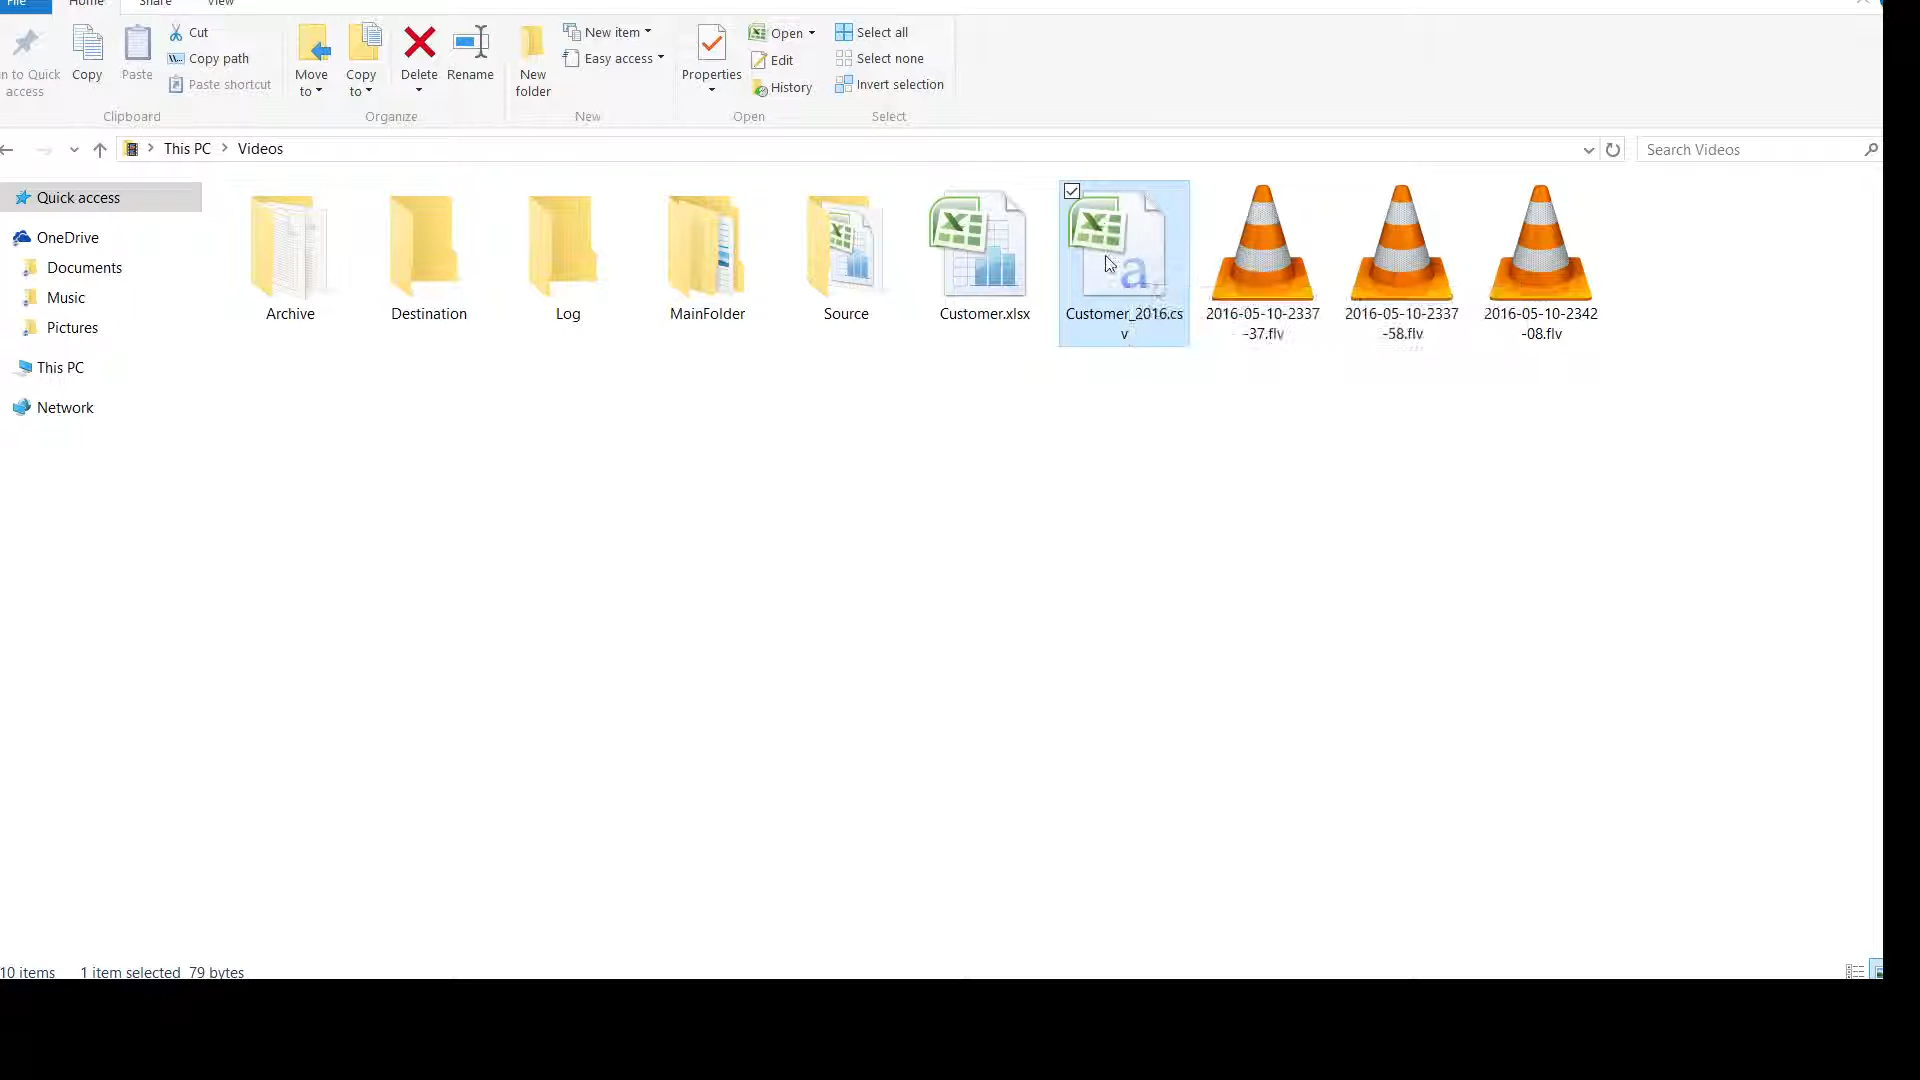 File Home Share View
Cut
Copy path
Paste shortcut
Copy
Paste
n to Quick
access
Clipboard
Move
to
Copy
to
Delete
Rename
Organize
New
folder
New item
Easy access
New
Properties
Open
Edit
History
Open
Select all
Select none
Invert selection
Select
This PC > Videos
Search Videos
Quick access
OneDrive
Documents
Music
Pictures
This PC
Network
Archive
Destination
Log
MainFolder
Source
Customer.xlsx
Customer_2016.cs
v
2016-05-10-2337
-37.flv
2016-05-10-2337
-58.flv
2016-05-10-2342
-08.flv
10 items 1 item selected 79 bytes